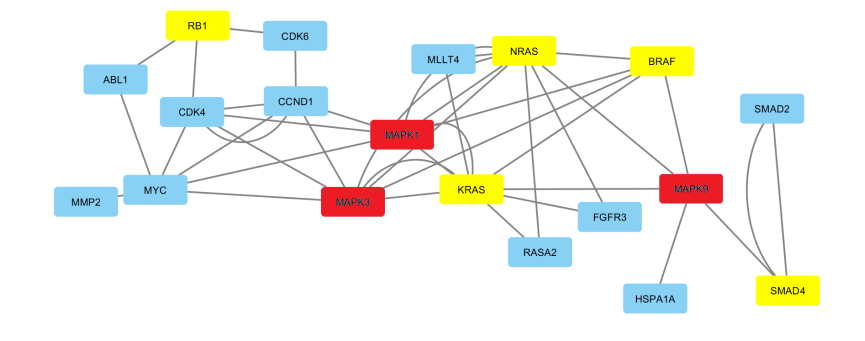 RB1
CDK6
NRAS
MLLT4
BRAF
ABL1
CCND1
SMAD2
CDK4
MAPK1
MYC
KRAS
MAPK9
MMP2
MAPK3
FGFR3
RASA2
SMAD4
HSPA1A